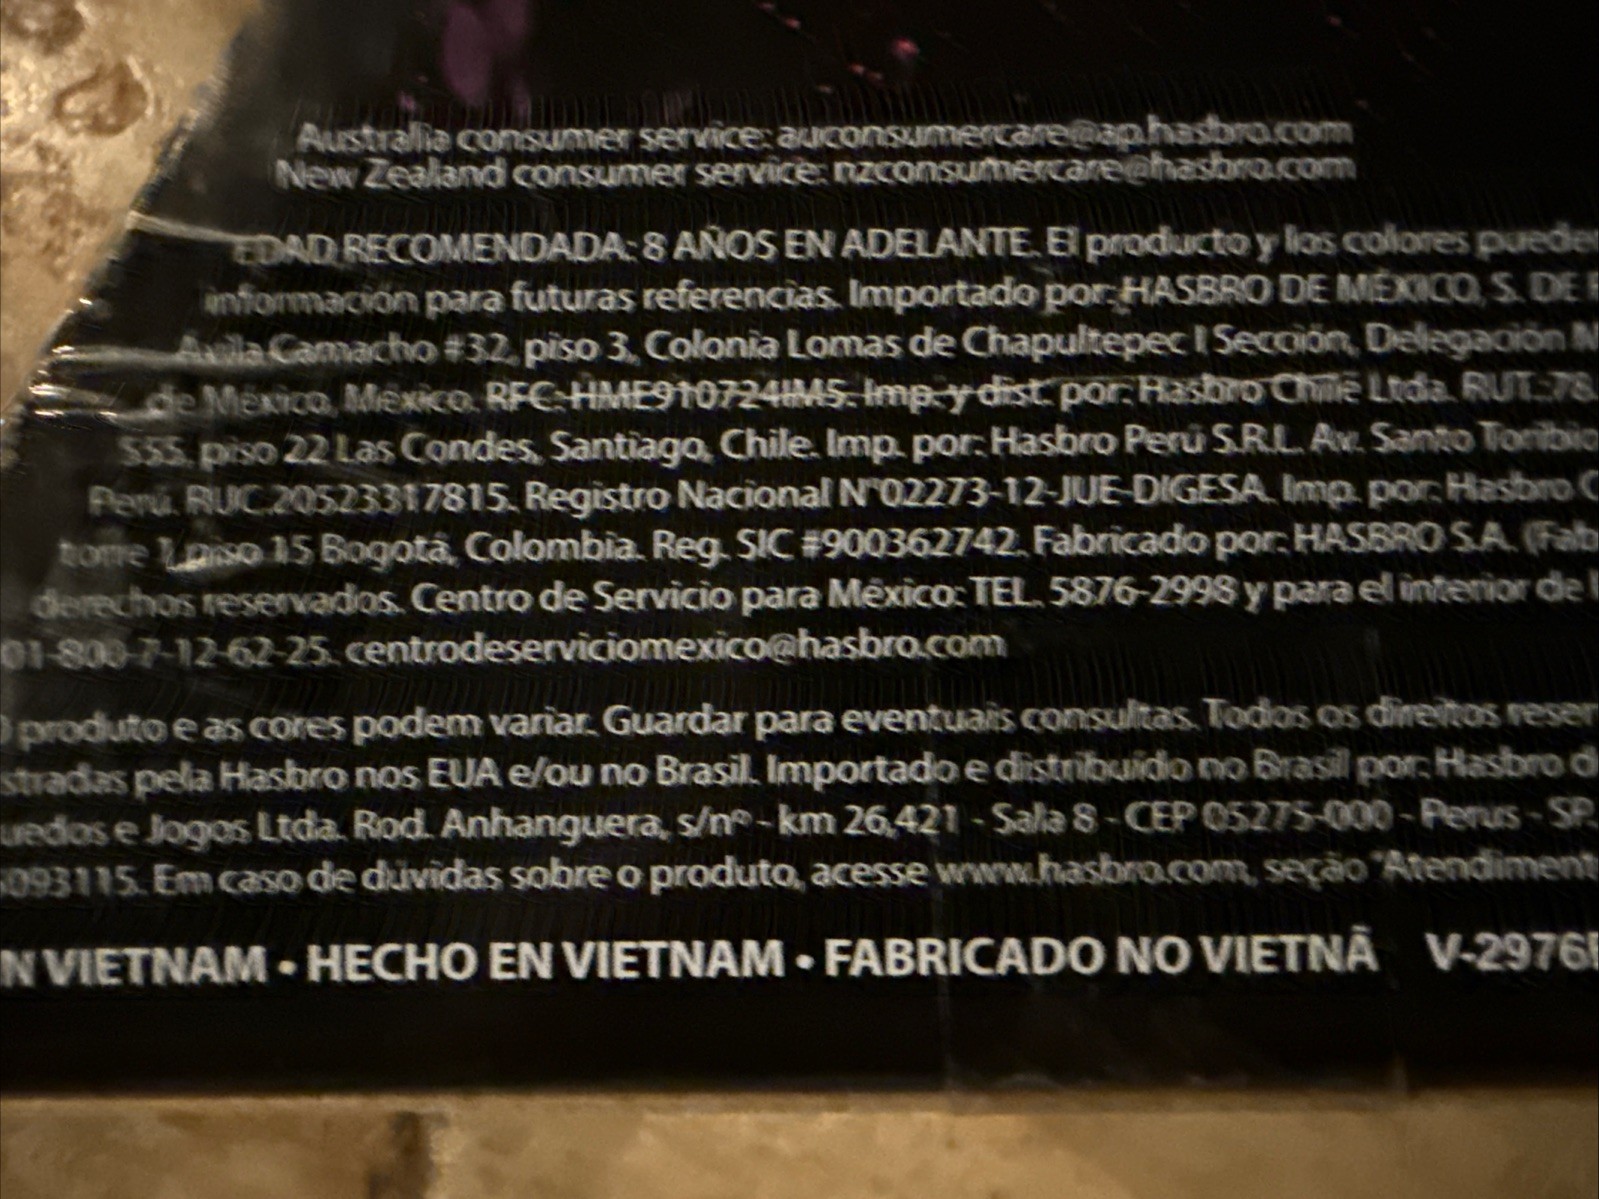 Australia consumer service: auconsumercare@ap.hasbro.com
New Zealand consumer service: nzconsumercare@hasbro.com
EDAD RECOMENDADA: 8 AÑOS EN ADELANTE. El producto y los colores pueden
información para futuras referencias. Importado por: HASBRO DE MÉXICO, S. DE R
Avila Camacho #32, piso 3, Colonia Lomas de Chapultepec I Sección, Delegación M
de México, México. RFC: HME910724IM5. Imp. y dist. por: Hasbro Chile Ltda. RUT.:78.
555, piso 22 Las Condes, Santiago, Chile. Imp. por: Hasbro Perú S.R.L. Av. Santo Toribio
Perú. RUC.20523317815. Registro Nacional N°02273-12-JUE-DIGESA. Imp. por: Hasbro C
torre 1, piso 15 Bogotá, Colombia. Reg. SIC #900362742. Fabricado por: HASBRO S.A. (Fab
derechos reservados. Centro de Servicio para México: TEL. 5876-2998 y para el interior de l
01-800-7-12-62-25. centrodeserviciomexico@hasbro.com
O produto e as cores podem variar. Guardar para eventuais consultas. Todos os direitos reser
stradas pela Hasbro nos EUA e/ou no Brasil. Importado e distribuído no Brasil por: Hasbro d
uedos e Jogos Ltda. Rod. Anhanguera, s/nº - km 26,421 - Sala 8 - CEP 05275-000 - Perus - SP.
093115. Em caso de dúvidas sobre o produto, acesse www.hasbro.com, seção "Atendiment
N VIETNAM • HECHO EN VIETNAM • FABRICADO NO VIETNÃ V-2976